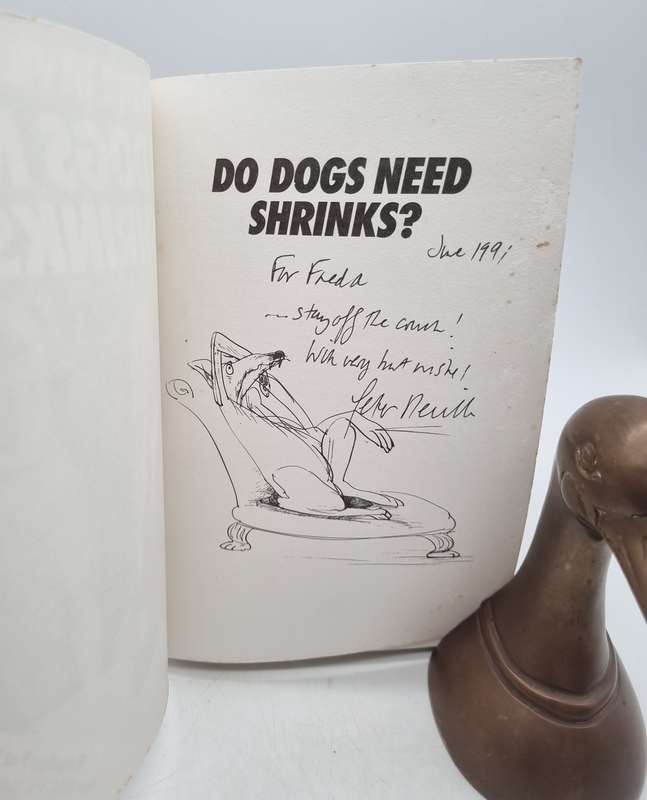 DO DOGS NEED
SHRINKS?
June 1991
For Freda
— stay off the couch!
With very best wishes!
Peter Neville